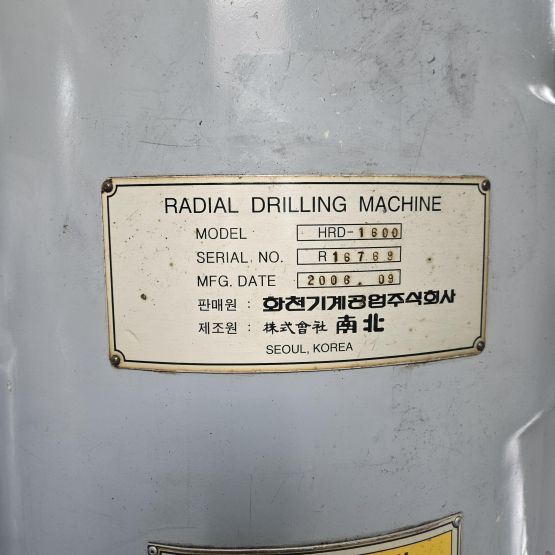 RADIAL DRILLING MACHINE
MODEL HRD-1600
SERIAL. NO. R16769
MFG. DATE 2006. 09
판매원 : 화천기계공업주식회사
제조원 : 株式會社 南北
SEOUL, KOREA